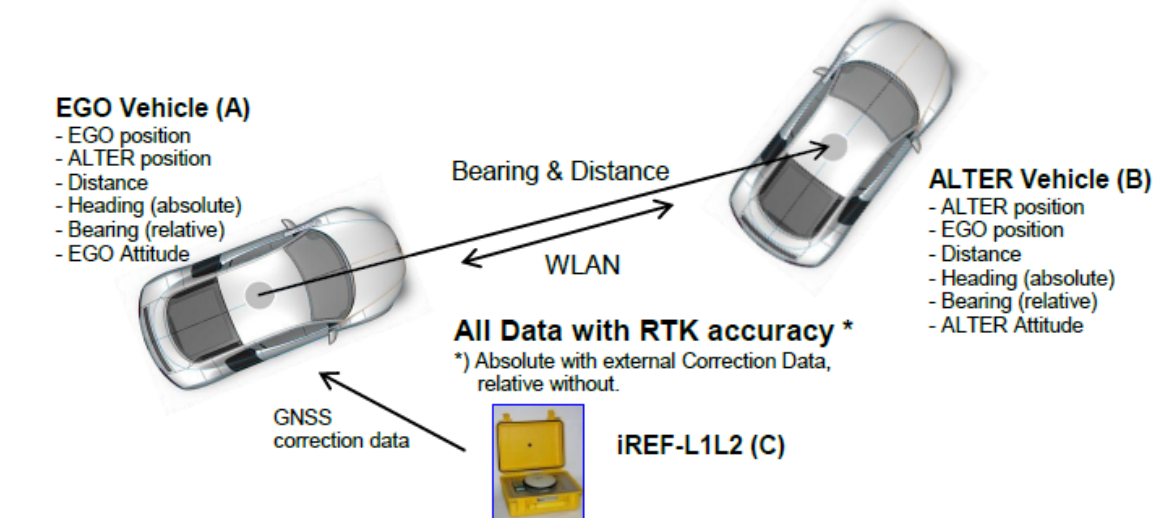 EGO Vehicle (A)
- EGO position
- ALTER position
- Distance
- Heading (absolute)
- Bearing (relative)
- EGO Attitude
Bearing & Distance
WLAN
ALTER Vehicle (B)
- ALTER position
- EGO position
- Distance
- Heading (absolute)
- Bearing (relative)
- ALTER Attitude
All Data with RTK accuracy *
*) Absolute with external Correction Data,
relative without.
GNSS
correction data
iREF-L1L2 (C)